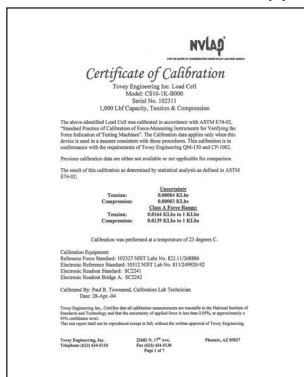 NVLAP
Certificate of Calibration
Tovey Engineering Inc. Load Cell
Model: CS10-1K-B000
Serial No. 102311
1,000 Lbf Capacity, Tension & Compression
The above-identified Load Cell was calibrated in accordance with ASTM E74-02,
"Standard Practice of Calibration of Force-Measuring Instruments for Verifying the
Force Indication of Testing Machines". The Calibration data applies only when this
device is used in a manner consistent with those procedures. This calibration is in
conformance with the requirements of Tovey Engineering QM-150 and CP-1002.
Previous calibration data are either not available or not applicable for comparison.
The result of this calibration as determined by statistical analysis as defined in ASTM
E74-02;
Uncertainty
Tension: 0.00004 KLbs
Compression: 0.00003 KLbs
Class A Force Range:
Tension: 0.0164 KLbs to 1 KLbs
Compression: 0.0139 KLbs to 1 KLbs
Calibration was performed at a temperature of 23 degrees C.
Calibration Equipment:
Reference Force Standard: 102327 NIST Labs No. 822.11/268886
Electronic Reference Standard: 10512 NIST Lab No. 811/249920-92
Electronic Readout Standard: SC2241
Electronic Readout Bridge A: SC2242
Calibrated By: Paul R. Townsend, Calibration Lab Technician
Date: 28-Apr.-04
Tovey Engineering Inc., Certifies that all calibration measurements are traceable to the National Institute of
Standards and Technology and that the uncertainty of applied force is less than 0.05%, at approximately a
95% confidence level.
This test report shall not be reproduced except in full, without the written approval of Tovey Engineering.
Tovey Engineering, Inc. 22602 N. 17th Ave. Phoenix, AZ 85027
Telephone (623) 434-5110 Fax (623) 434-5130
Page 1 of 7